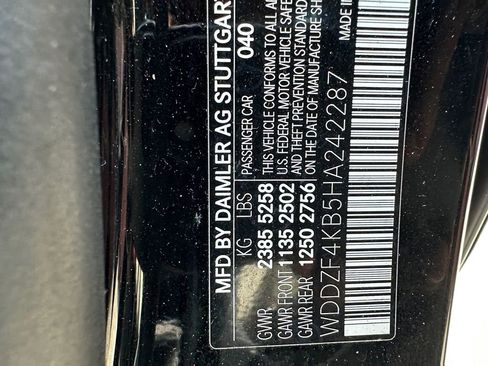 MFD BY DAIMLER AG STUTTGAR
040
KG LBS PASSENGER CAR
GVWR 2385 5258 THIS VEHICLE CONFORMS TO ALL
GAWR FRONT 1135 2502 U.S. FEDERAL MOTOR VEHICLE SAFE
GAWR REAR 1250 2756 AND THEFT PREVENTION STANDARD
ON THE DATE OF MANUFACTURE SH
WDDZF4KB5HA242287